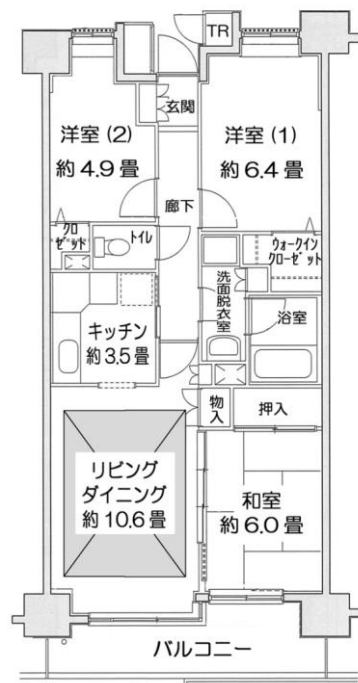 TR
玄関
洋室 (2)
約 4.9 畳
洋室 (1)
約 6.4 畳
廊下
クロ
ゼット
トイレ
ウォークイン
クローゼット
洗面脱衣室
浴室
キッチン
約 3.5 畳
物入
押入
リビング
ダイニング
約 10.6 畳
和室
約 6.0 畳
バルコニー